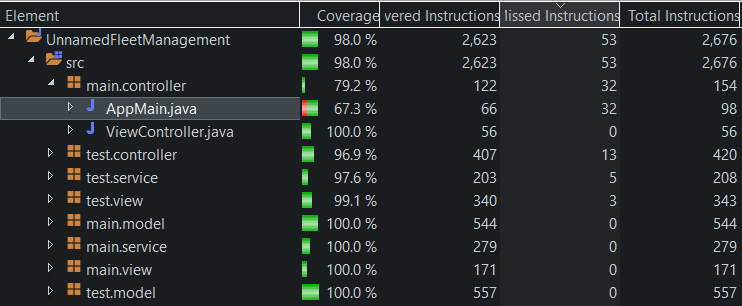 Element Coverage vered Instructions lissed Instructions Total Instructions
UnnamedFleetManagement 98.0 % 2,623 53 2,676
src 98.0 % 2,623 53 2,676
main.controller 79.2 % 122 32 154
AppMain.java 67.3 % 66 32 98
ViewController.java 100.0 % 56 0 56
test.controller 96.9 % 407 13 420
test.service 97.6 % 203 5 208
test.view 99.1 % 340 3 343
main.model 100.0 % 544 0 544
main.service 100.0 % 279 0 279
main.view 100.0 % 171 0 171
test.model 100.0 % 557 0 557